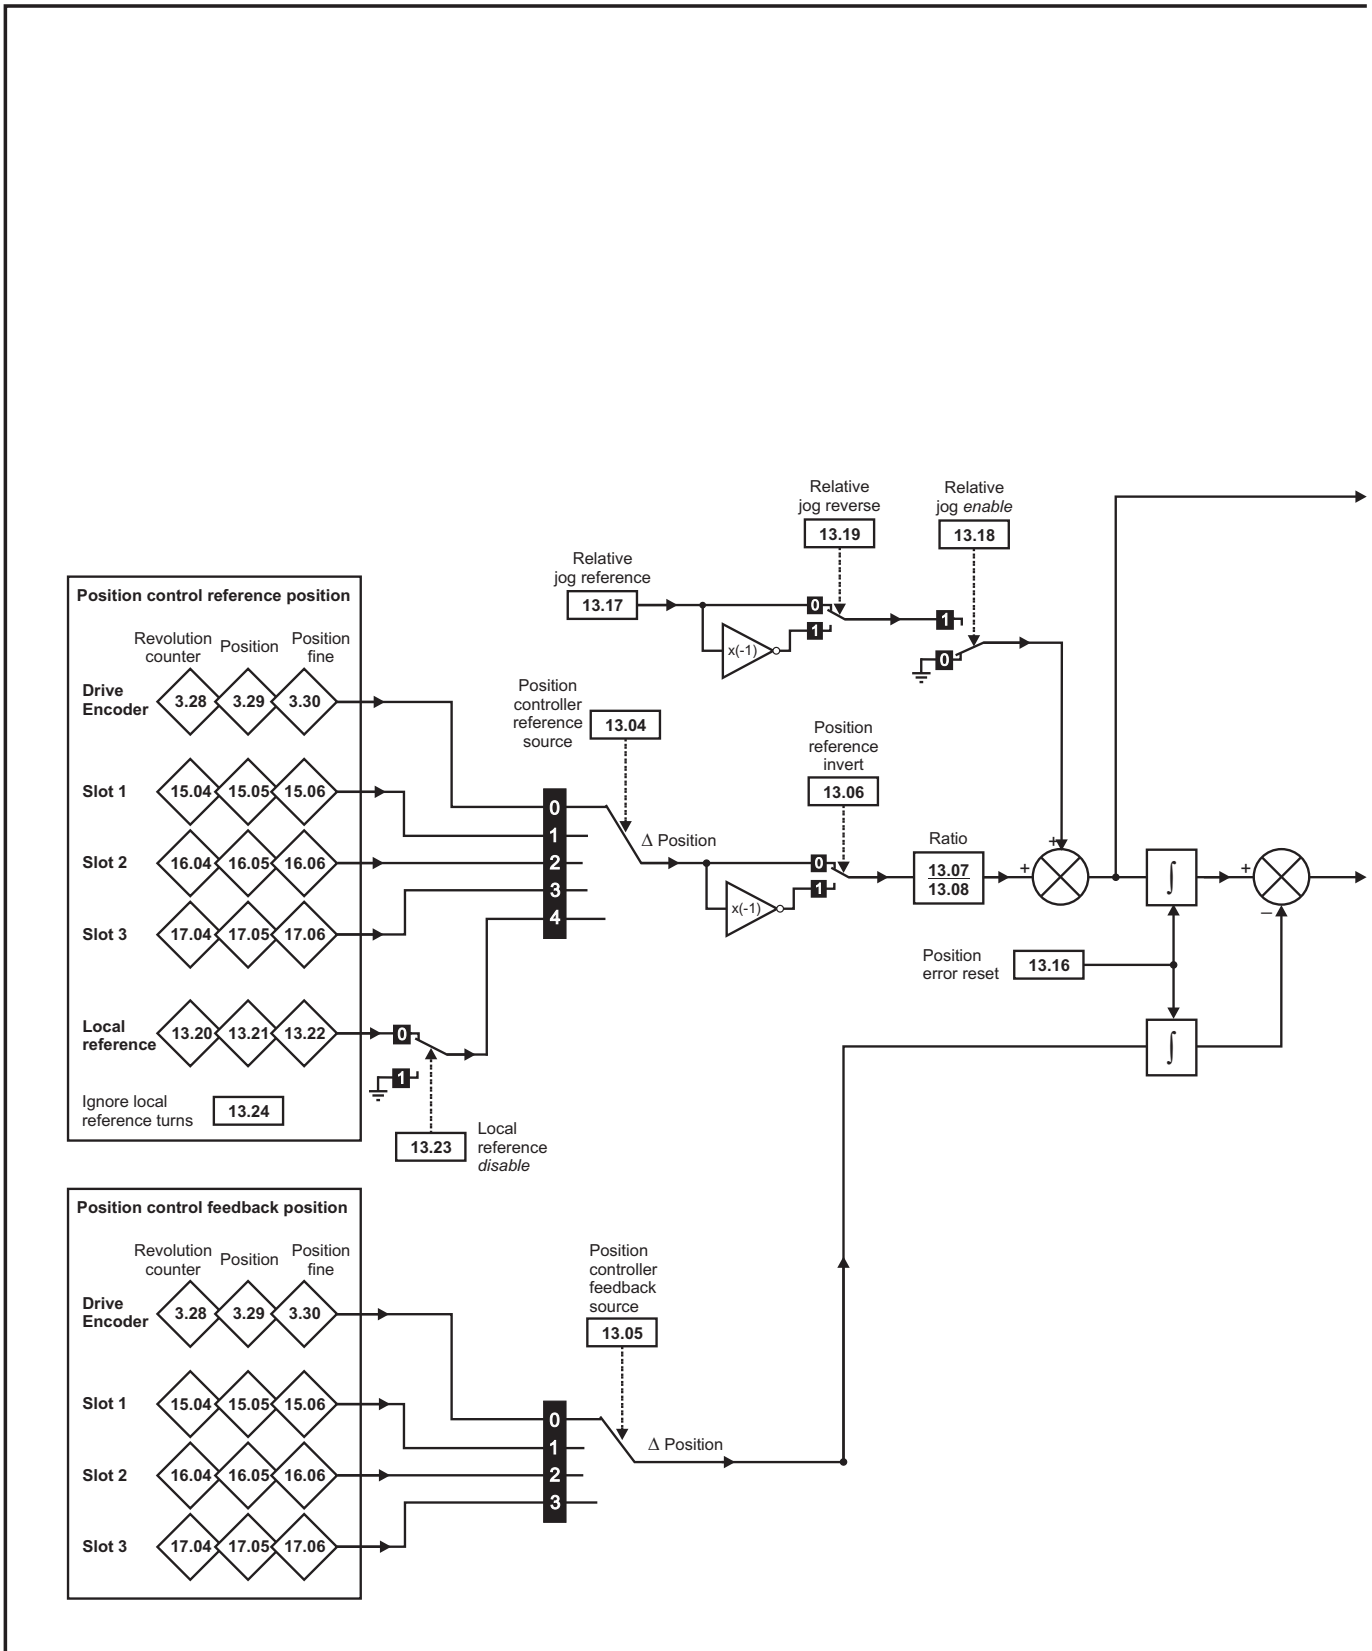 Relative
jog reverse
13.19
Relative
jog enable
13.18
Relative
jog reference
13.17
0
1
x(-1)
1
0
Position control reference position
Revolution
counter
Position
Position
fine
Drive
Encoder
3.28 3.29 3.30
Slot 1
15.04 15.05 15.06
Slot 2
16.04 16.05 16.06
Slot 3
17.04 17.05 17.06
Local
reference
13.20 13.21 13.22
Ignore local
reference turns
13.24
0
1
13.23
Local
reference
disable
Position
controller
reference
source
13.04
0
1
2
3
4
Δ Position
Position
reference
invert
13.06
0
1
x(-1)
Ratio
13.07
13.08
+
+
∫
+
–
Position
error reset
13.16
∫
Position control feedback position
Revolution
counter
Position
Position
fine
Drive
Encoder
3.28 3.29 3.30
Slot 1
15.04 15.05 15.06
Slot 2
16.04 16.05 16.06
Slot 3
17.04 17.05 17.06
Position
controller
feedback
source
13.05
0
1
2
3
Δ Position